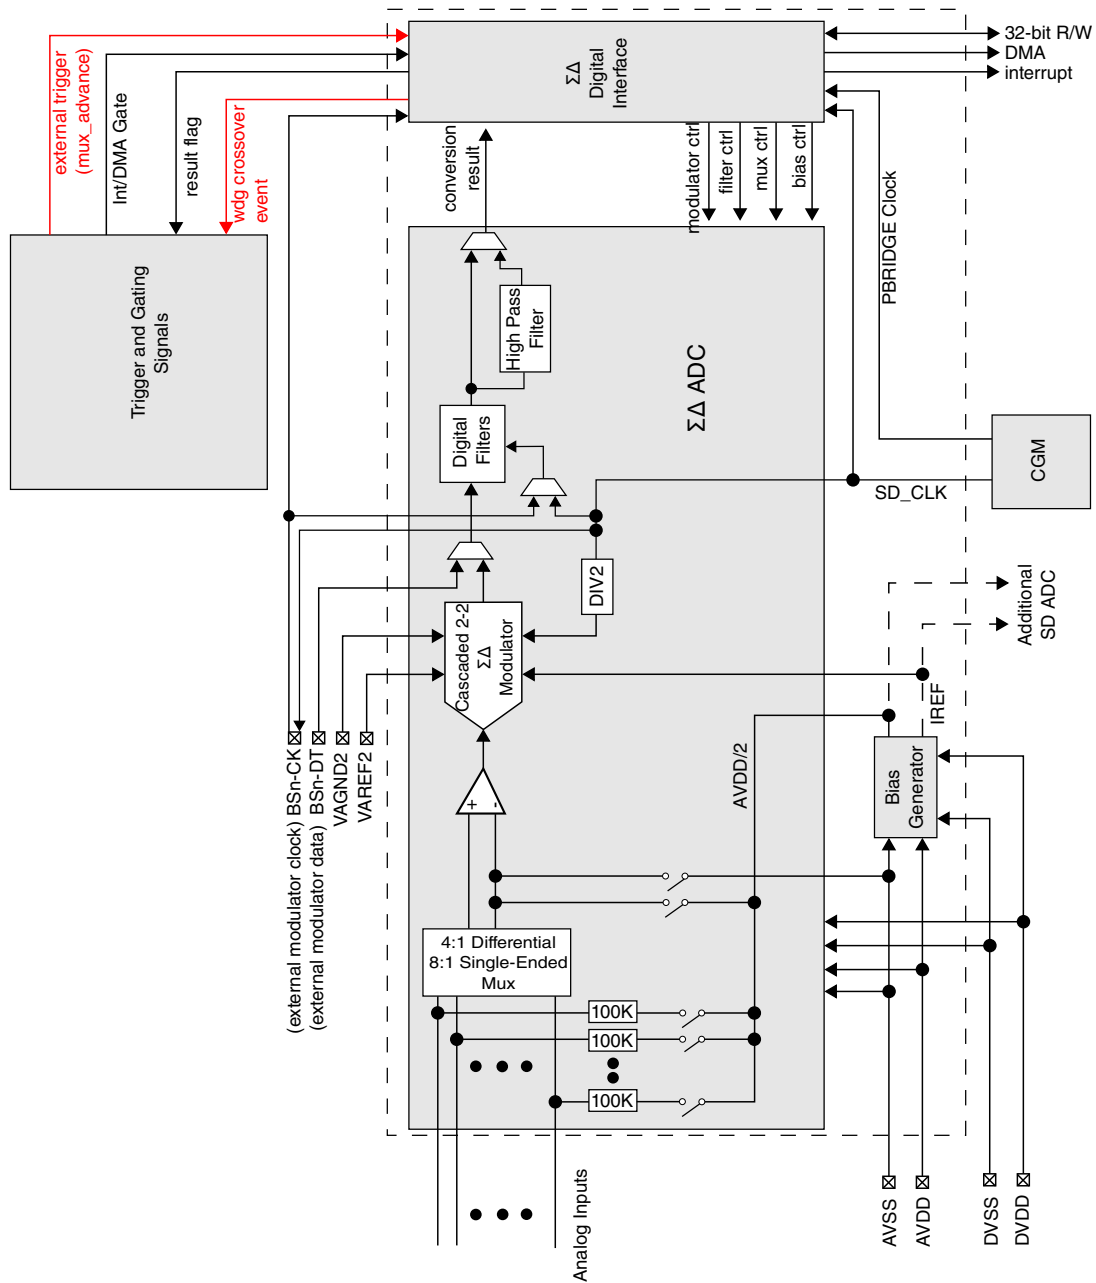 32-bit R/W
DMA
interrupt
ΣΔ
Digital
Interface
external trigger
(mux_advance)
Int/DMA Gate
result flag
wdg crossover
event
Trigger and Gating
Signals
conversion
result
modulator ctrl
filter ctrl
mux ctrl
bias ctrl
PBRIDGE Clock
High Pass
Filter
ΣΔ ADC
Digital
Filters
CGM
SD_CLK
DIV2
Cascaded 2-2
ΣΔ
Modulator
Additional
SD ADC
IREF
(external modulator clock) BSn-CK
(external modulator data) BSn-DT
VAGND2
VAREF2
+
-
AVDD/2
Bias
Generator
4:1 Differential
8:1 Single-Ended
Mux
100K
100K
100K
Analog Inputs
AVSS
AVDD
DVSS
DVDD